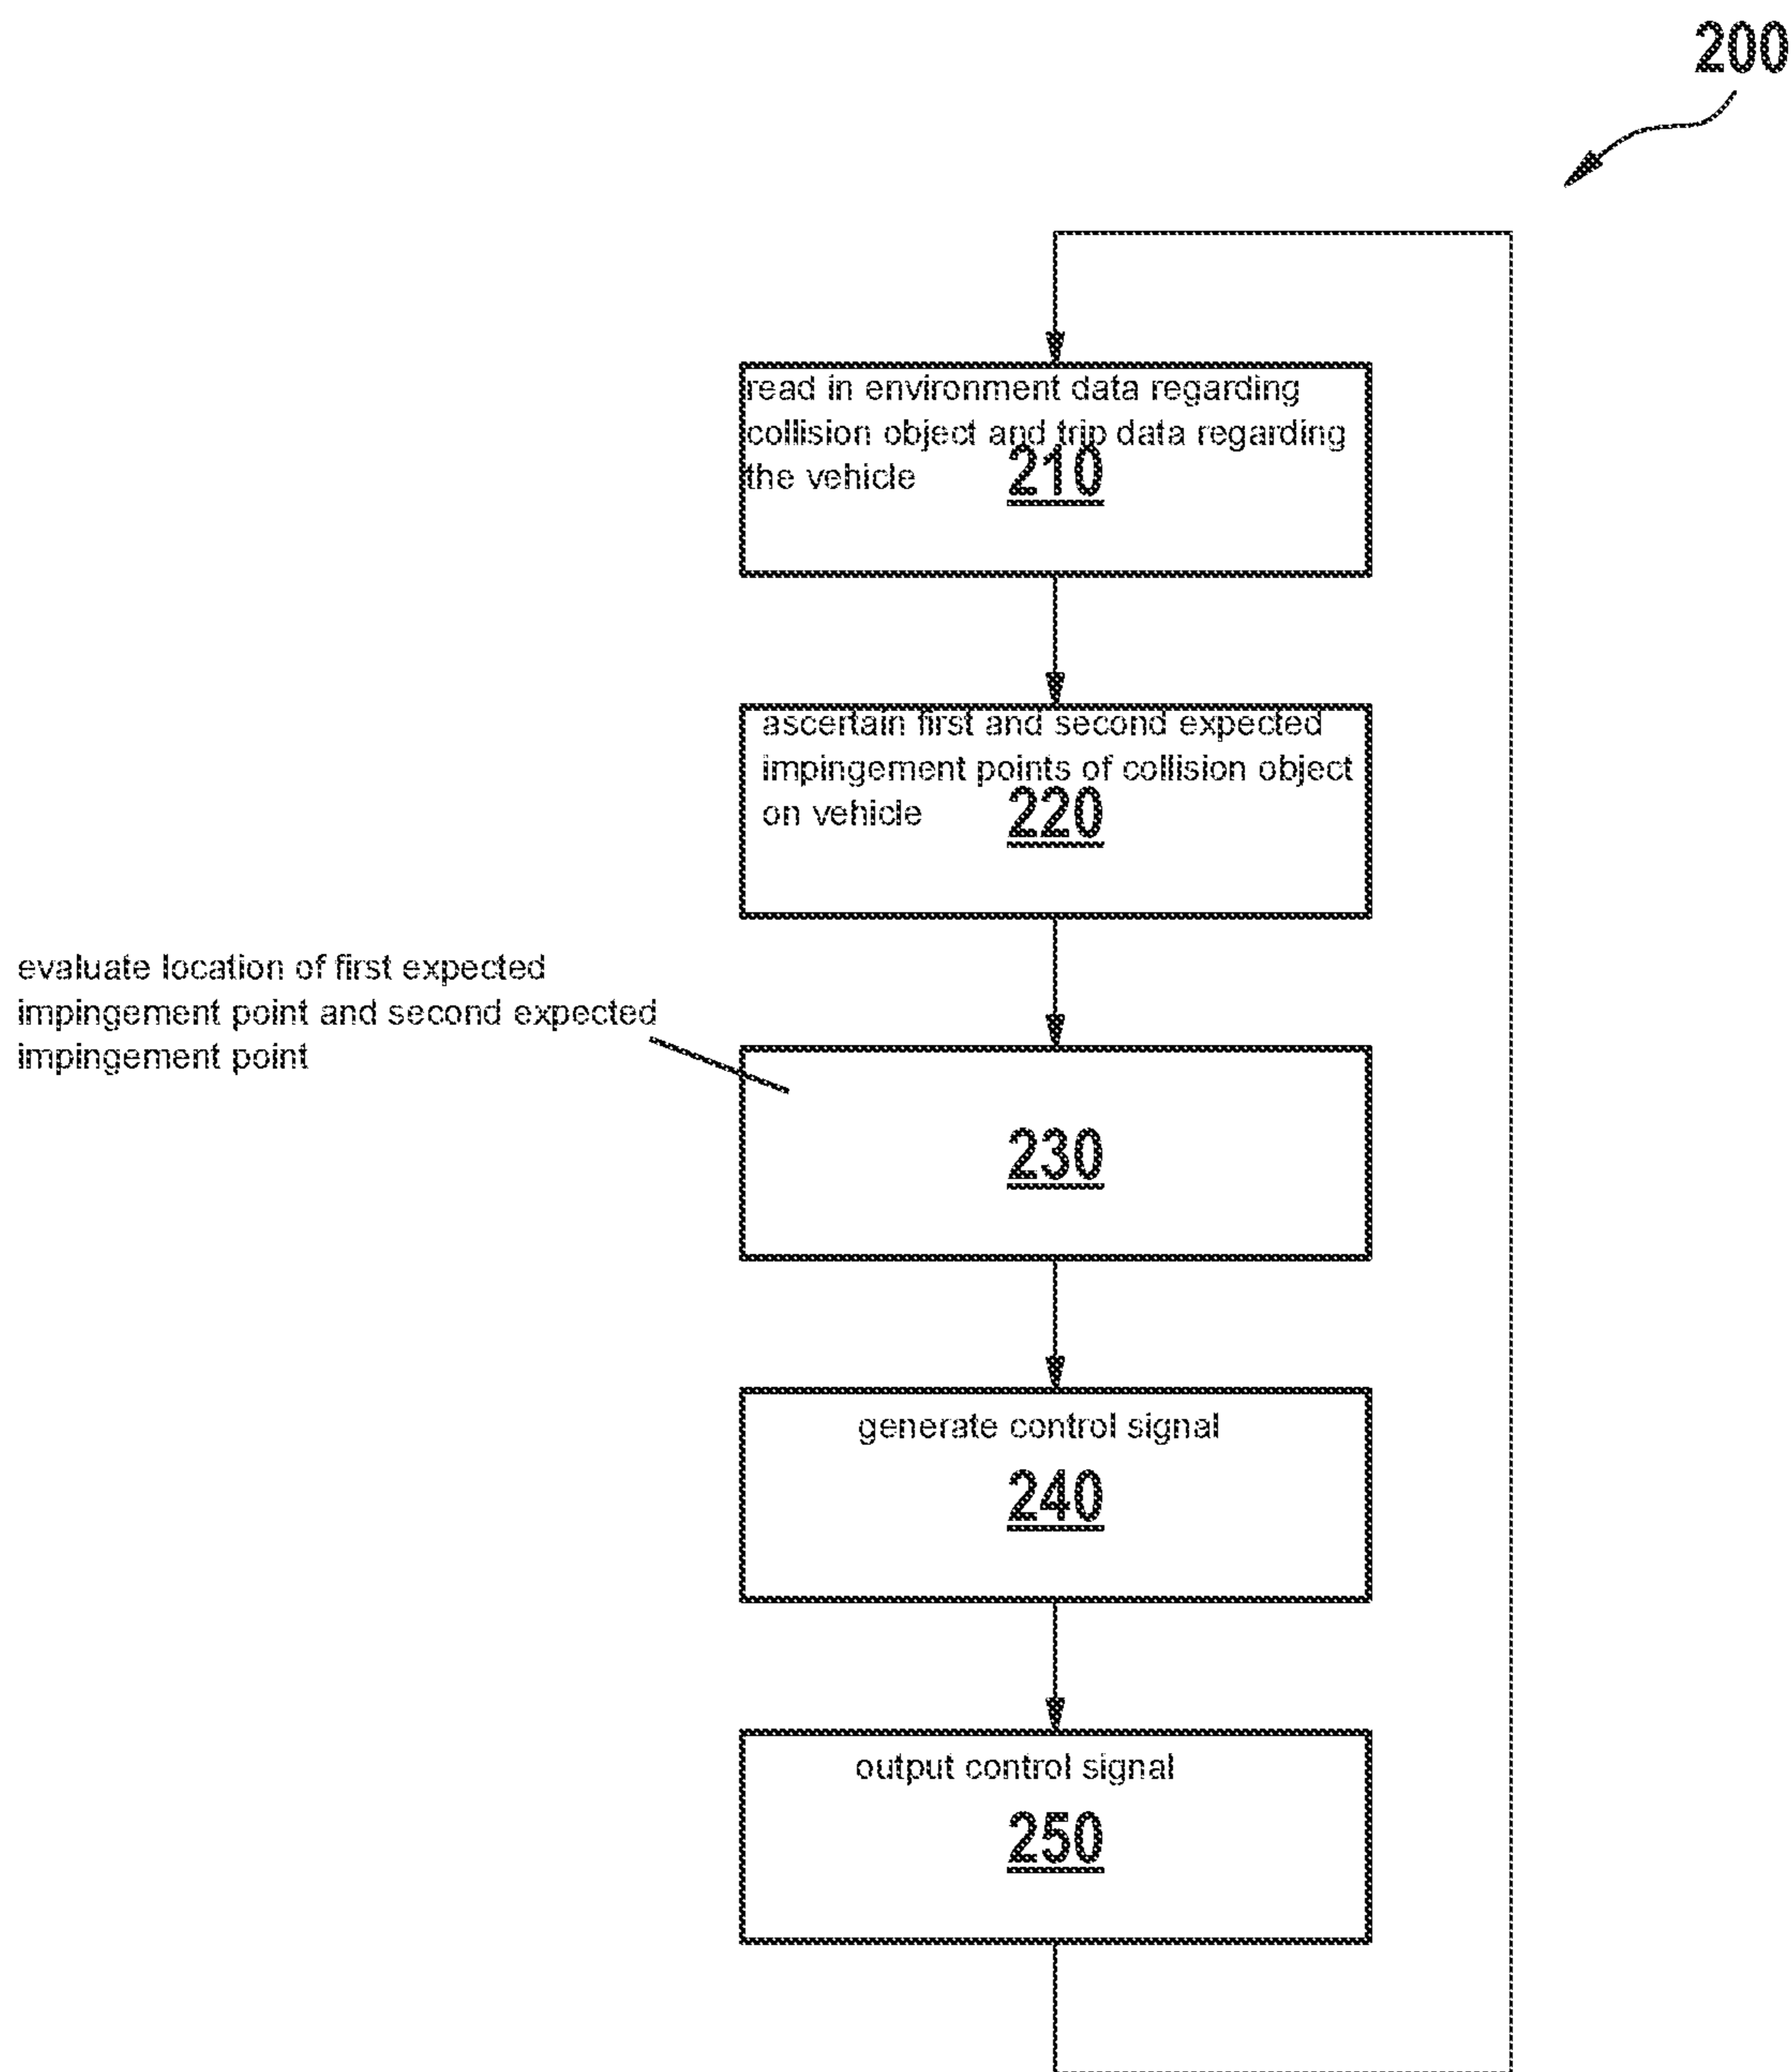 200
read in environment data regarding
collision object and trip data regarding
the vehicle
210
ascertain first and second expected
impingement points of collision object
on vehicle
220
evaluate location of first expected
impingement point and second expected
impingement point
230
generate control signal
240
output control signal
250